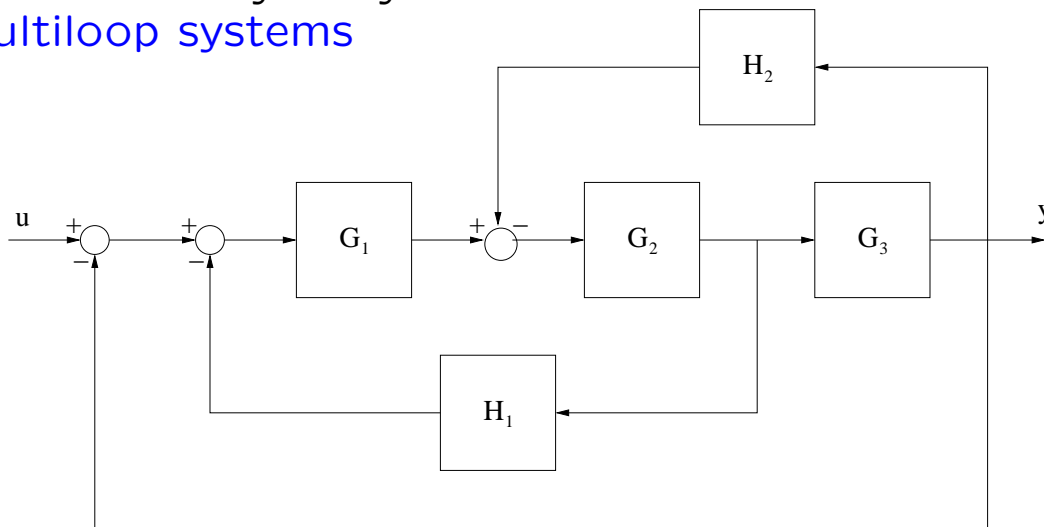 ultiloop systems
H₂
u
+
−
+
−
G₁
+
−
G₂
G₃
y
H₁